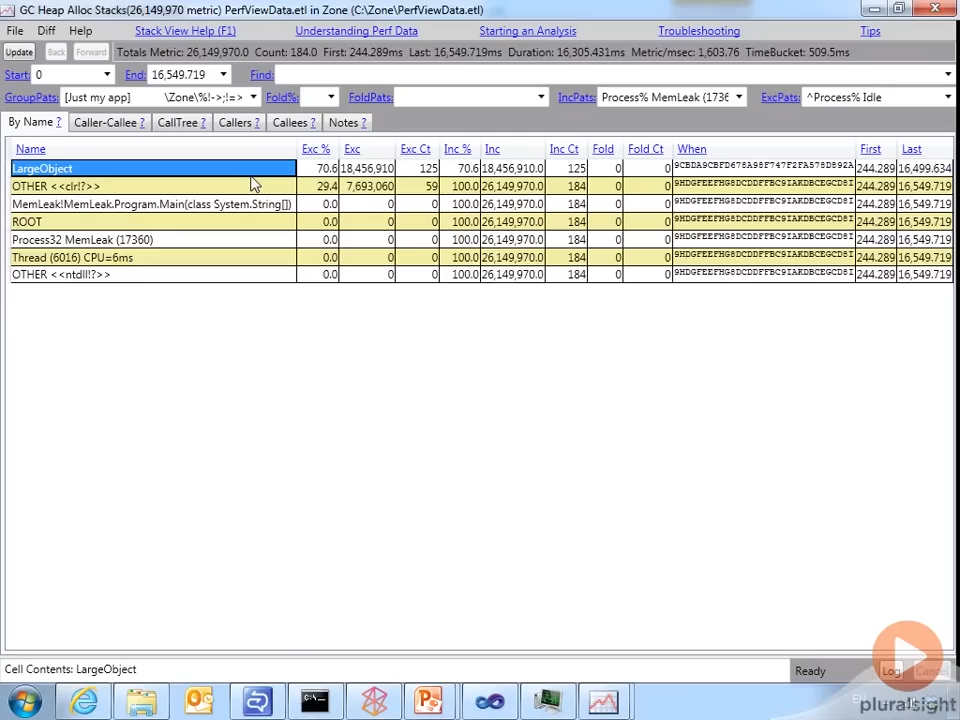 GC Heap Alloc Stacks(26,149,970 metric) PerfViewData.etl in Zone (C:\Zone\PerfViewData.etl)
File Diff Help Stack View Help (F1) Understanding Perf Data Starting an Analysis Troubleshooting Tips
Update Back Forward Totals Metric: 26,149,970.0 Count: 184.0 First: 244.289ms Last: 16,549.719ms Duration: 16,305.431ms Metric/msec: 1,603.76 TimeBucket: 509.5ms
Start: 0 End: 16,549.719 Find:
GroupPats: [Just my app] \Zone\%!->;!=> Fold%: FoldPats: IncPats: Process% MemLeak (1736 ExcPats: ^Process% Idle
By Name ? Caller-Callee ? CallTree ? Callers ? Callees ? Notes ?
Name Exc % Exc Exc Ct Inc % Inc Inc Ct Fold Fold Ct When First Last
LargeObject 70.6 18,456,910 125 70.6 18,456,910.0 125 0 0 9CBDA9CBFD678A98F747F2FA578D892A 244.289 16,499.634
OTHER <<clr!?>> 29.4 7,693,060 59 100.0 26,149,970.0 184 0 0 9HDGFEEFHG8DCDDFFBC9IAKDBCEGCD8I 244.289 16,549.719
MemLeak!MemLeak.Program.Main(class System.String[]) 0.0 0 0 100.0 26,149,970.0 184 0 0 9HDGFEEFHG8DCDDFFBC9IAKDBCEGCD8I 244.289 16,549.719
ROOT 0.0 0 0 100.0 26,149,970.0 184 0 0 9HDGFEEFHG8DCDDFFBC9IAKDBCEGCD8I 244.289 16,549.719
Process32 MemLeak (17360) 0.0 0 0 100.0 26,149,970.0 184 0 0 9HDGFEEFHG8DCDDFFBC9IAKDBCEGCD8I 244.289 16,549.719
Thread (6016) CPU=6ms 0.0 0 0 100.0 26,149,970.0 184 0 0 9HDGFEEFHG8DCDDFFBC9IAKDBCEGCD8I 244.289 16,549.719
OTHER <<ntdll!?>> 0.0 0 0 100.0 26,149,970.0 184 0 0 9HDGFEEFHG8DCDDFFBC9IAKDBCEGCD8I 244.289 16,549.719
Cell Contents: LargeObject Ready Log Cancel
EN
pluralsight